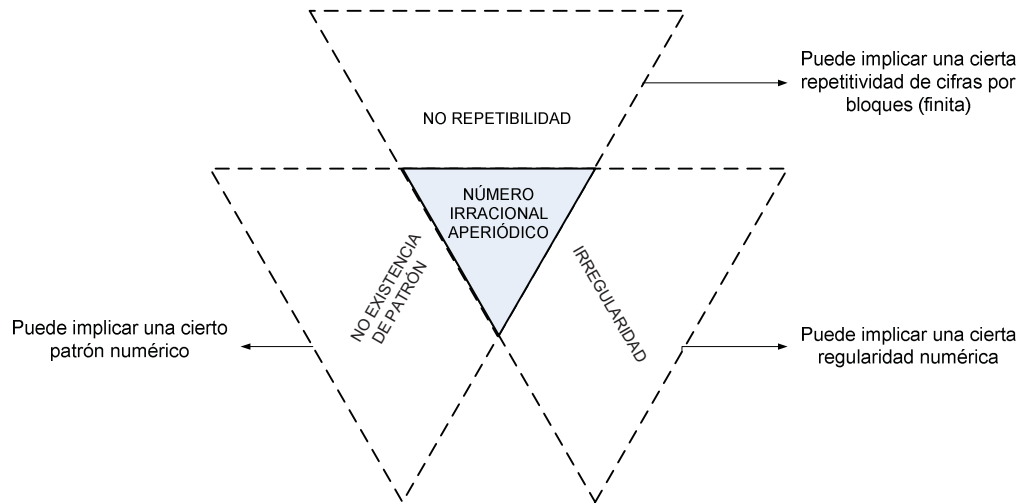 Puede implicar una cierta
repetitividad de cifras por
bloques (finita)
NO REPETIBILIDAD
NÚMERO
IRRACIONAL
APERIÓDICO
NO EXISTENCIA
DE PATRÓN
IRREGULARIDAD
Puede implicar una cierto
patrón numérico
Puede implicar una cierta
regularidad numérica